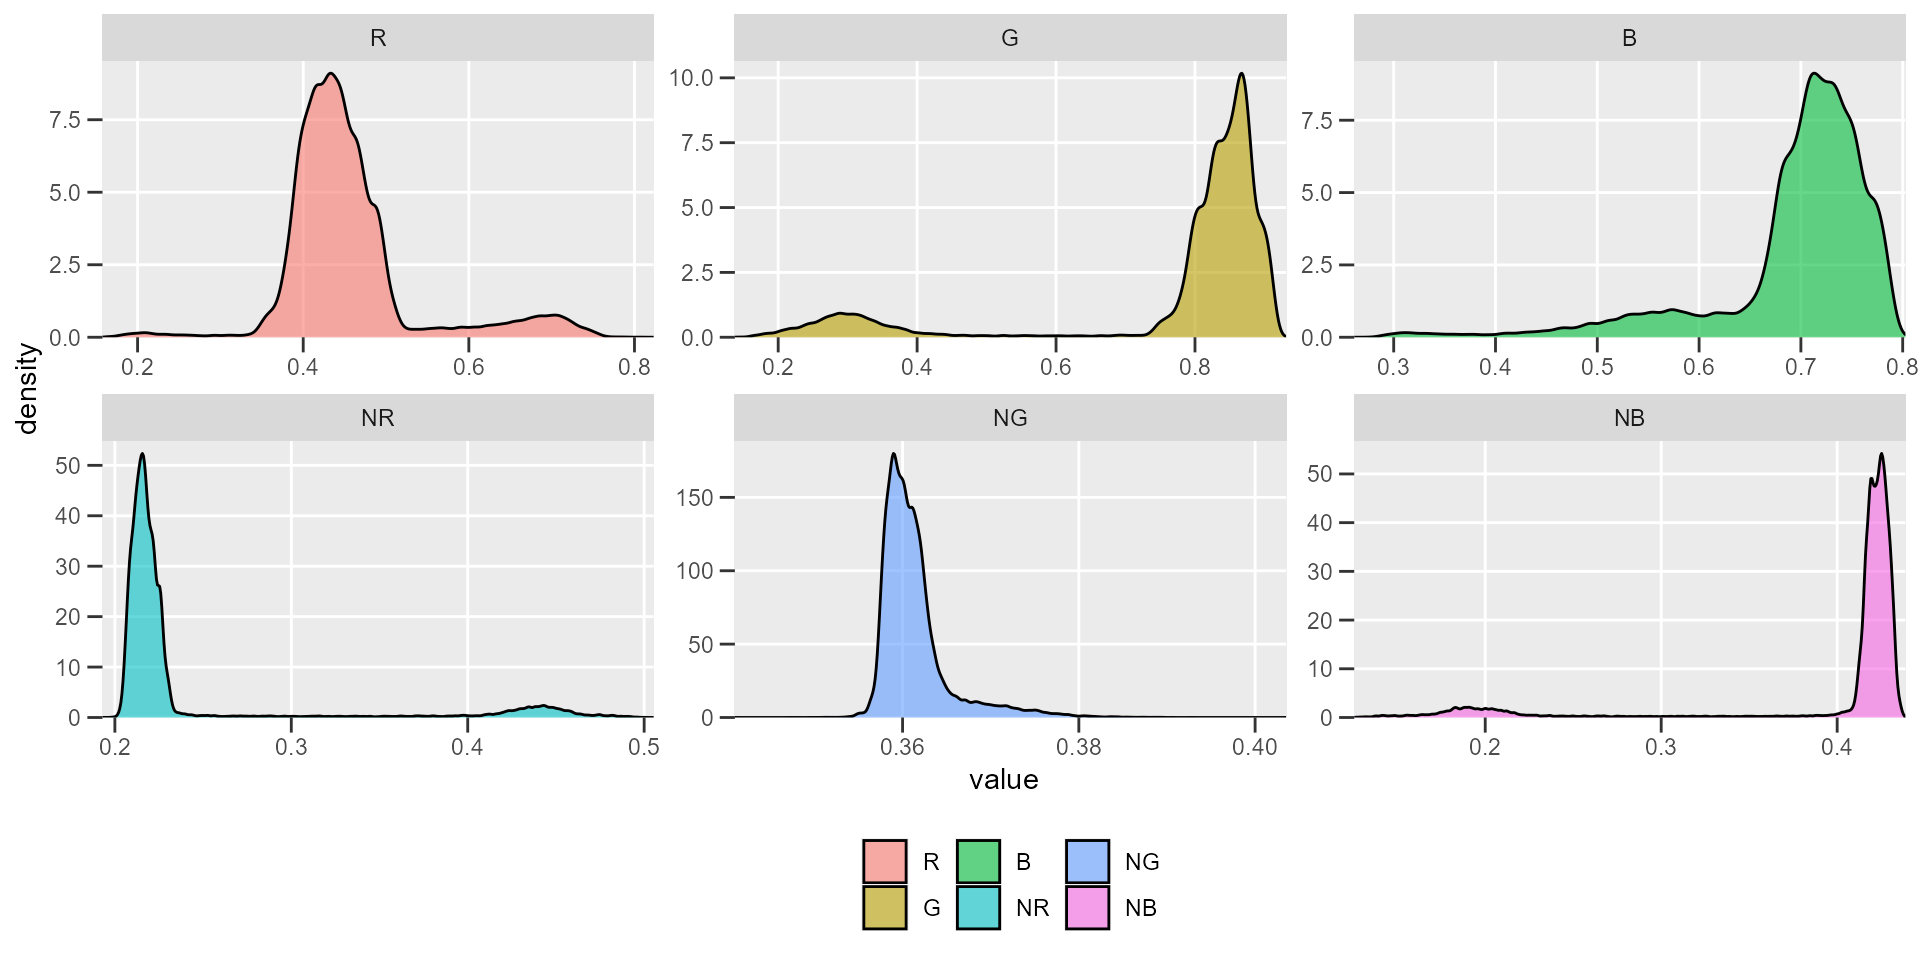 R G B
10.0
7.5 7.5 7.5
5.0 5.0 5.0
2.5 2.5 2.5
0.0 0.0 0.0
0.2 0.4 0.6 0.8 0.2 0.4 0.6 0.8 0.3 0.4 0.5 0.6 0.7 0.8
density
NR NG NB
50 150 50
40 100 40
30 50 30
20 0 20
10 10
0 0
0.2 0.3 0.4 0.5 0.36 0.38 0.40 0.2 0.3 0.4
value
R B NG
G NR NB